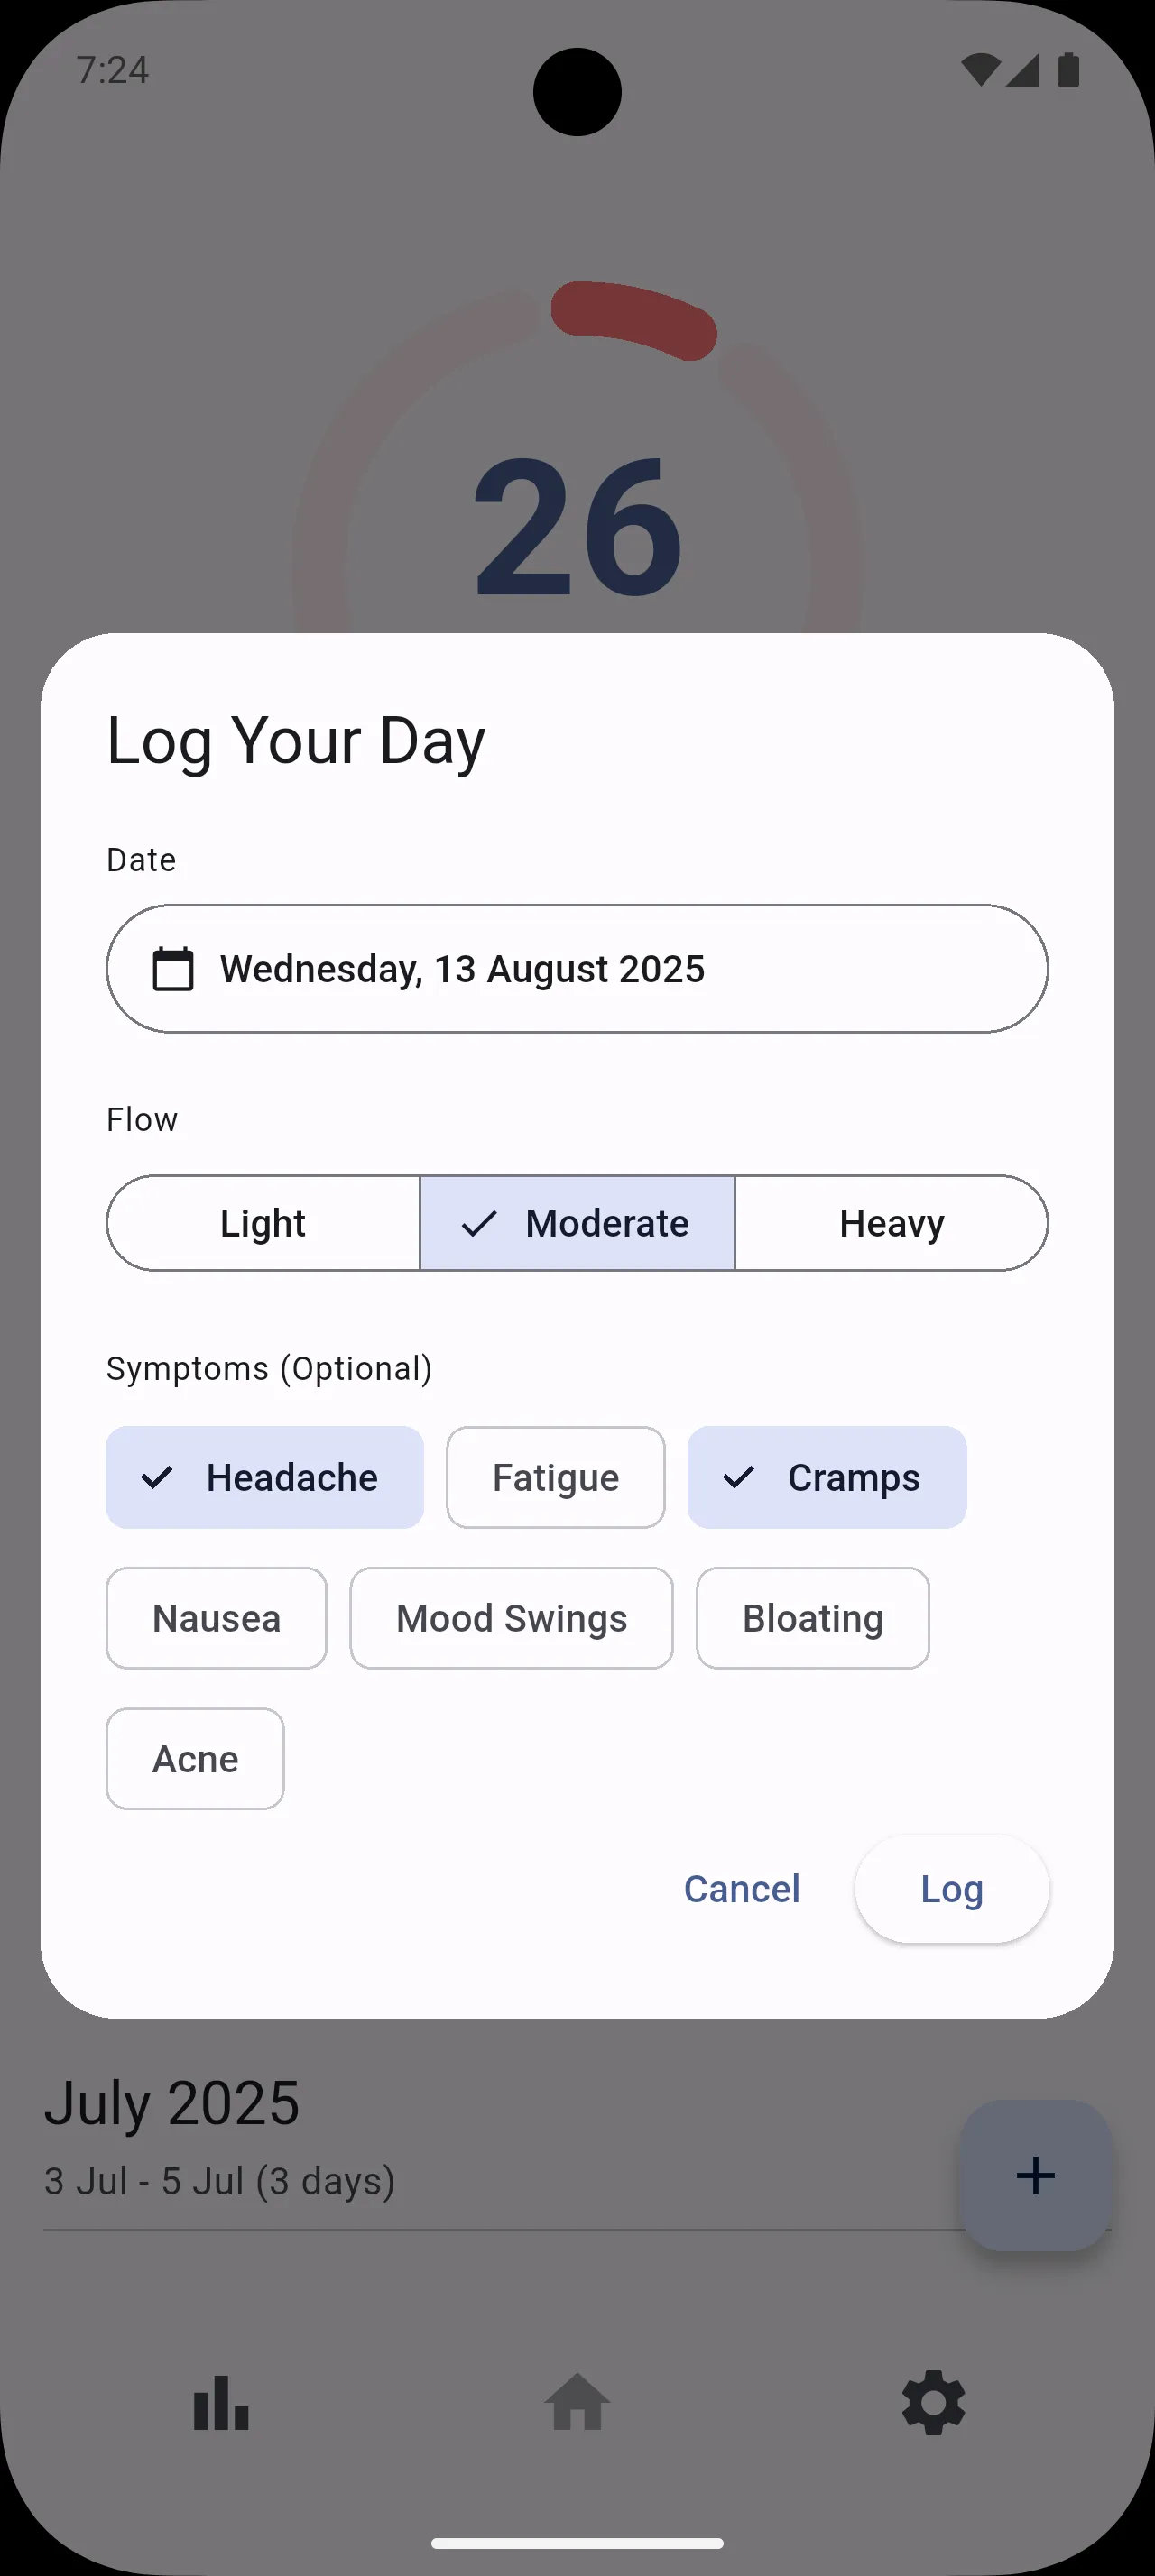 7:24
26
Log Your Day
Date
Wednesday, 13 August 2025
Flow
Light Moderate Heavy
Symptoms (Optional)
Headache Fatigue Cramps
Nausea Mood Swings Bloating
Acne
Cancel Log
July 2025
3 Jul - 5 Jul (3 days)